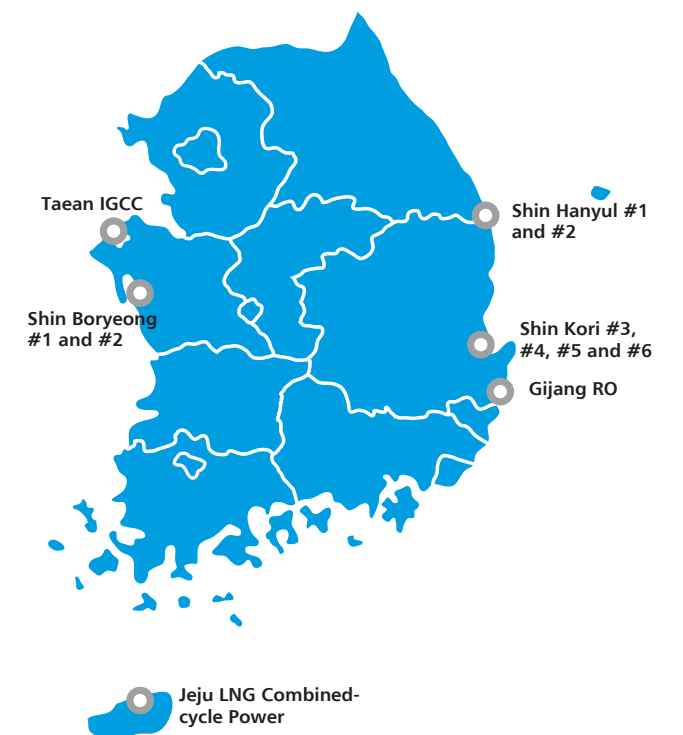 Taean IGCC
Shin Hanyul #1
and #2
Shin Boryeong
#1 and #2
Shin Kori #3,
#4, #5 and #6
Gijang RO
Jeju LNG Combined-
cycle Power